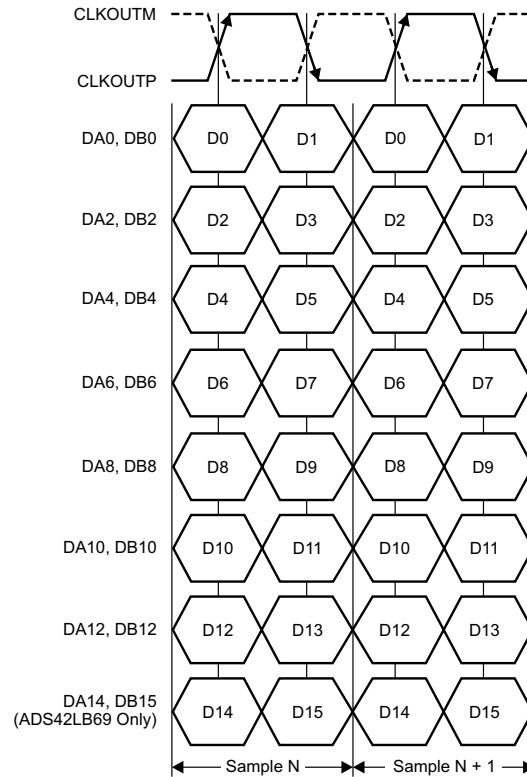 CLKOUTM
CLKOUTP
DA0, DB0 D0 D1 D0 D1
DA2, DB2 D2 D3 D2 D3
DA4, DB4 D4 D5 D4 D5
DA6, DB6 D6 D7 D6 D7
DA8, DB8 D8 D9 D8 D9
DA10, DB10 D10 D11 D10 D11
DA12, DB12 D12 D13 D12 D13
DA14, DB15
(ADS42LB69 Only) D14 D15 D14 D15
Sample N Sample N + 1